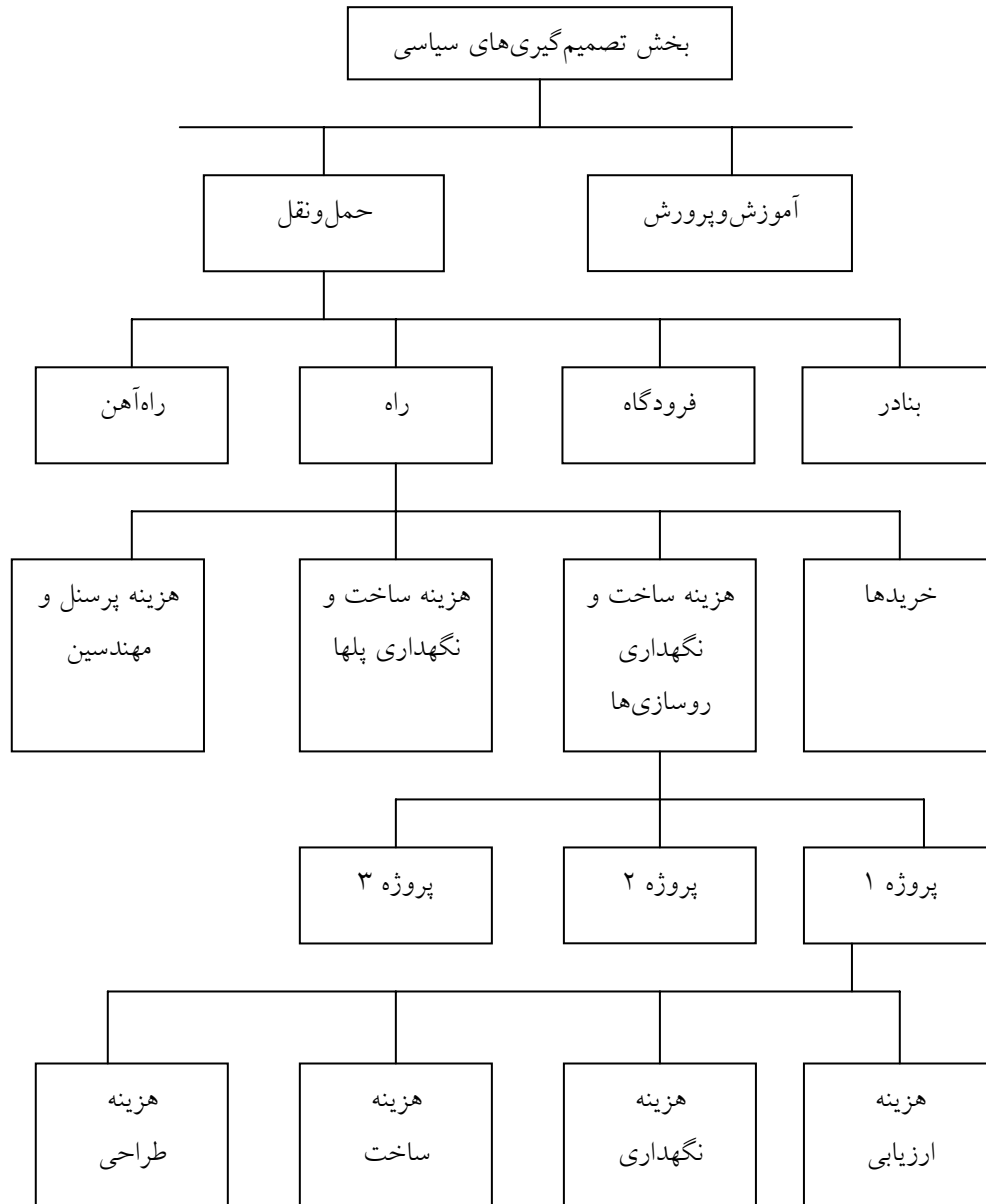 بخش تصمیم‌گیری‌های سیاسی
آموزش‌وپرورش
حمل‌ونقل
بنادر
فرودگاه
راه
راه‌آهن
خریدها
هزینه ساخت و
نگهداری
روسازی‌ها
هزینه ساخت و
نگهداری پلها
هزینه پرسنل و
مهندسین
پروژه ۱
پروژه ۲
پروژه ۳
هزینه
ارزیابی
هزینه
نگهداری
هزینه
ساخت
هزینه
طراحی